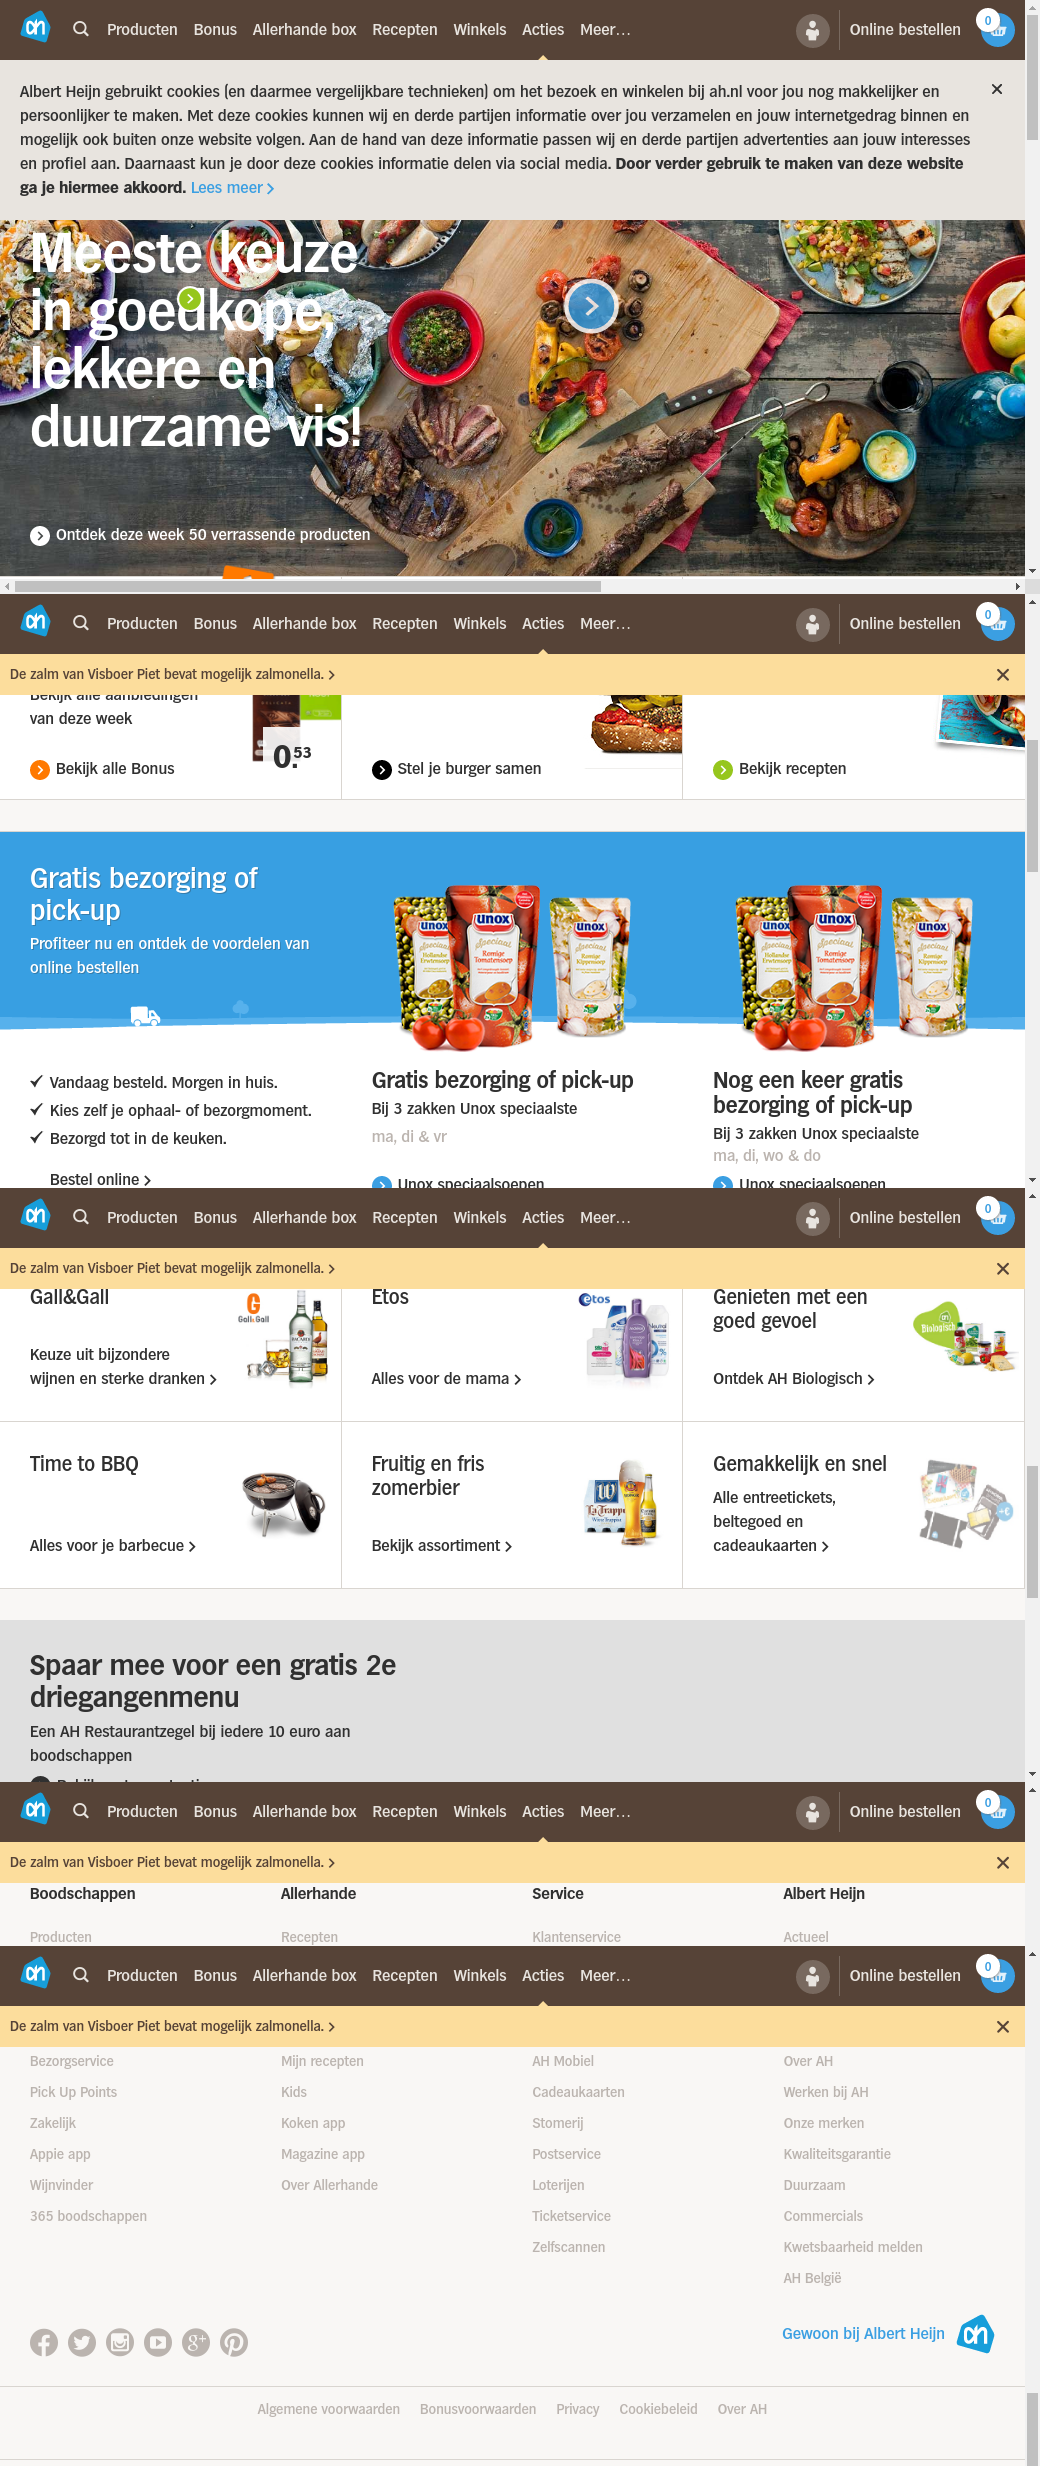 Producten Bonus Allerhande box Recepten Winkels Acties Meer... Online bestellen 0
Albert Heijn gebruikt cookies (en daarmee vergelijkbare technieken) om het bezoek en winkelen bij ah.nl voor jou nog makkelijker en
persoonlijker te maken. Met deze cookies kunnen wij en derde partijen informatie over jou verzamelen en jouw internetgedrag binnen en
mogelijk ook buiten onze website volgen. Aan de hand van deze informatie passen wij en derde partijen advertenties aan jouw interesses
en profiel aan. Daarnaast kun je door deze cookies informatie delen via social media. Door verder gebruik te maken van deze website
ga je hiermee akkoord. Lees meer
Meeste keuze
in goedkope,
lekkere en
duurzame vis!
Ontdek deze week 50 verrassende producten
Producten Bonus Allerhande box Recepten Winkels Acties Meer... Online bestellen 0
De zalm van Visboer Piet bevat mogelijk zalmonella.
Bekijk alle aanbiedingen
van deze week
0.53
Bekijk alle Bonus
Stel je burger samen
Bekijk recepten
Gratis bezorging of
pick-up
Profiteer nu en ontdek de voordelen van
online bestellen
Vandaag besteld. Morgen in huis.
Kies zelf je ophaal- of bezorgmoment.
Bezorgd tot in de keuken.
Bestel online
unox unox unox
Gratis bezorging of pick-up
Bij 3 zakken Unox speciaalste
ma, di & vr
Unox speciaalsoepen
unox unox unox
Nog een keer gratis
bezorging of pick-up
Bij 3 zakken Unox speciaalste
ma, di, wo & do
Unox speciaalsoepen
Producten Bonus Allerhande box Recepten Winkels Acties Meer... Online bestellen 0
De zalm van Visboer Piet bevat mogelijk zalmonella.
Gall&Gall
Gall&Gall
Keuze uit bijzondere
wijnen en sterke dranken
Etos
etos
Alles voor de mama
Genieten met een
goed gevoel
Biologisch
Ontdek AH Biologisch
Time to BBQ
Alles voor je barbecue
Fruitig en fris
zomerbier
La Trappe
Bekijk assortiment
Gemakkelijk en snel
Alle entreetickets,
beltegoed en
cadeaukaarten
Spaar mee voor een gratis 2e
driegangenmenu
Een AH Restaurantzegel bij iedere 10 euro aan
boodschappen
Producten Bonus Allerhande box Recepten Winkels Acties Meer... Online bestellen 0
De zalm van Visboer Piet bevat mogelijk zalmonella.
Boodschappen Allerhande Service Albert Heijn
Producten Recepten Klantenservice Actueel
Producten Bonus Allerhande box Recepten Winkels Acties Meer... Online bestellen 0
De zalm van Visboer Piet bevat mogelijk zalmonella.
Bezorgservice Mijn recepten AH Mobiel Over AH
Pick Up Points Kids Cadeaukaarten Werken bij AH
Zakelijk Koken app Stomerij Onze merken
Appie app Magazine app Postservice Kwaliteitsgarantie
Wijnvinder Over Allerhande Loterijen Duurzaam
365 boodschappen Ticketservice Commercials
Zelfscannen Kwetsbaarheid melden
AH België
Gewoon bij Albert Heijn
Algemene voorwaarden Bonusvoorwaarden Privacy Cookiebeleid Over AH